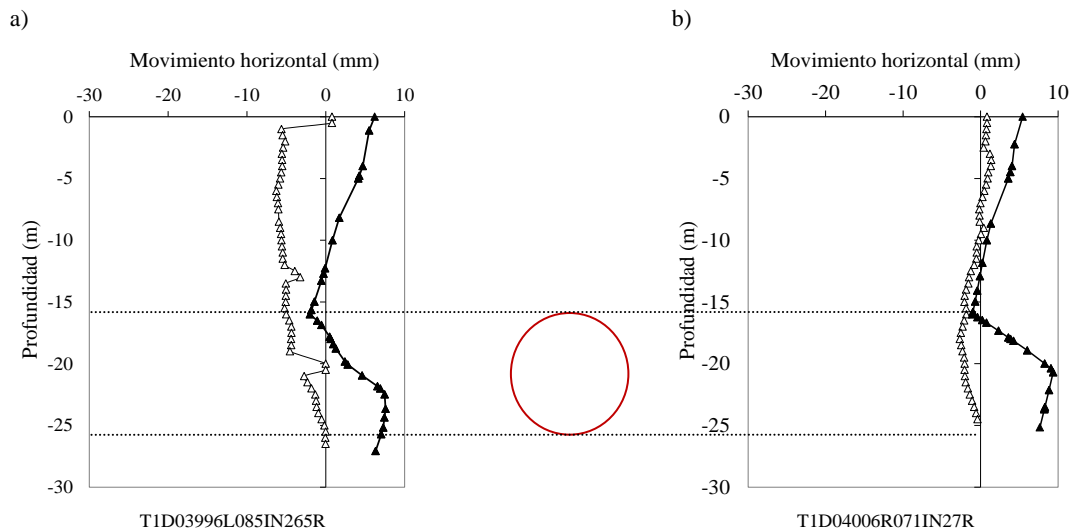 a)
b)
Movimiento horizontal (mm)
Movimiento horizontal (mm)
-30 -20 -10 0 10
-30 -20 -10 0 10
0
-5
-10
-15
-20
-25
-30
Profundidad (m)
0
-5
-10
-15
-20
-25
-30
Profundidad (m)
T1D03996L085IN265R
T1D04006R071IN27R